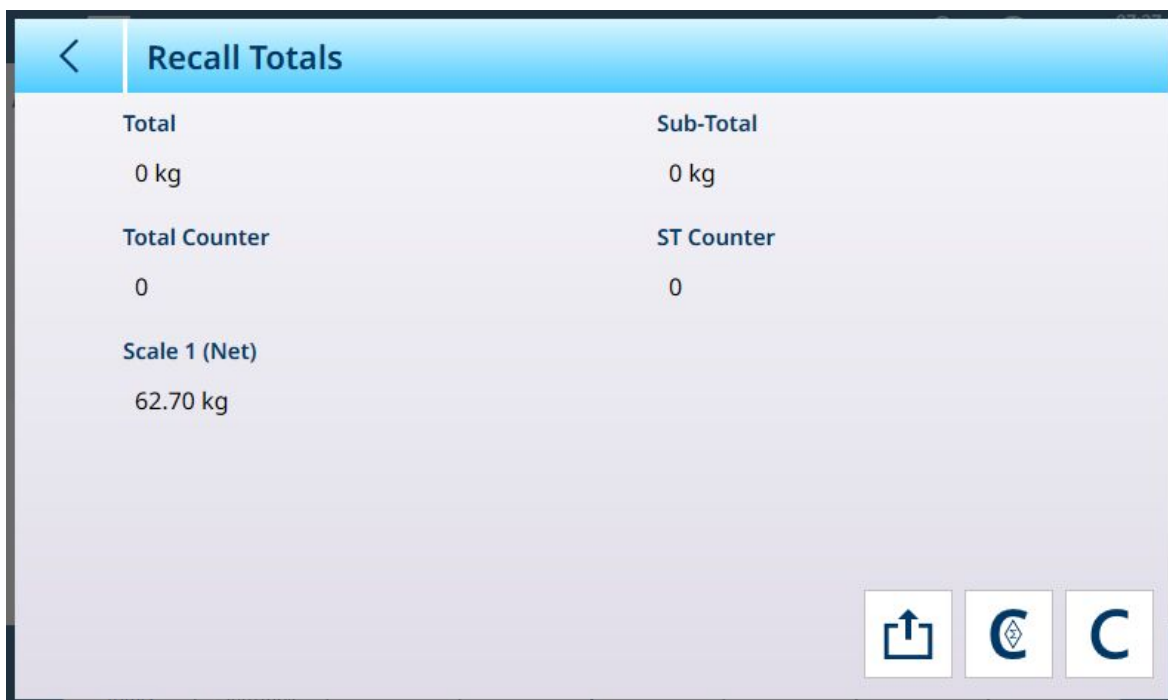 Recall Totals
Total
Sub-Total
0 kg
0 kg
Total Counter
ST Counter
0
0
Scale 1 (Net)
62.70 kg
C
C